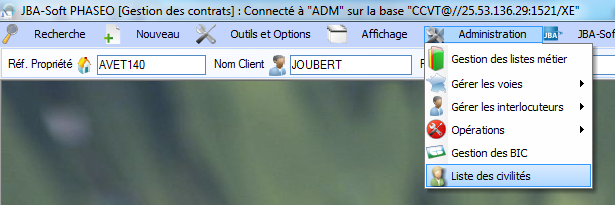 JBA-Soft PHASEO [Gestion des contrats] : Connecté à "ADM" sur la base "CCVT@//25.53.136.29:1521/XE"
Recherche Nouveau Outils et Options Affichage Administration JBA JBA-Sof
Réf. Propriété AVET140 Nom Client JOUBERT
Gestion des listes métier
Gérer les voies
Gérer les interlocuteurs
Opérations
Gestion des BIC
Liste des civilités